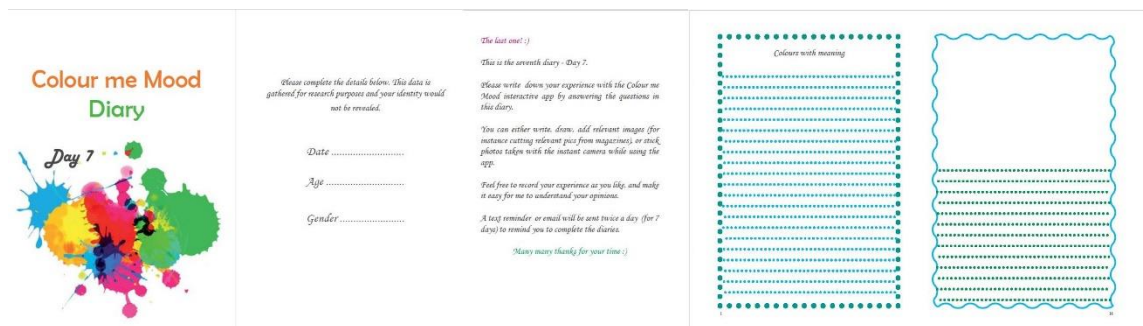 Colour me Mood
Diary
Day 7
Please complete the details below. This data is
gathered for research purposes and your identity would
not be revealed.
Date ...........................
Age .............................
Gender ........................
The last one! :)
This is the seventh diary - Day 7.
Please write down your experience with the Colour me
Mood interactive app by answering the questions in
this diary.
You can either write, draw, add relevant images (for
instance cutting relevant pics from magazines), or stick
photos taken with the instant camera while using the
app.
Feel free to record your experience as you like, and make
it easy for me to understand your opinions.
A text reminder or email will be sent twice a day (for 7
days) to remind you to complete the diaries.
Many many thanks for your time :)
Colours with meaning